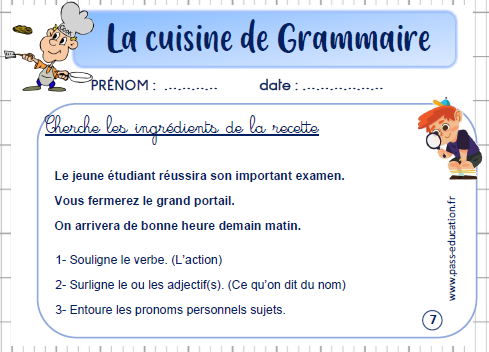 La cuisine de Grammaire
PRÉNOM : ........... date : ................
Cherche les ingrédients de la recette
Le jeune étudiant réussira son important examen.
Vous fermerez le grand portail.
On arrivera de bonne heure demain matin.
1- Souligne le verbe. (L'action)
2- Surligne le ou les adjectif(s). (Ce qu'on dit du nom)
3- Entoure les pronoms personnels sujets.
www.pass-education.fr
7